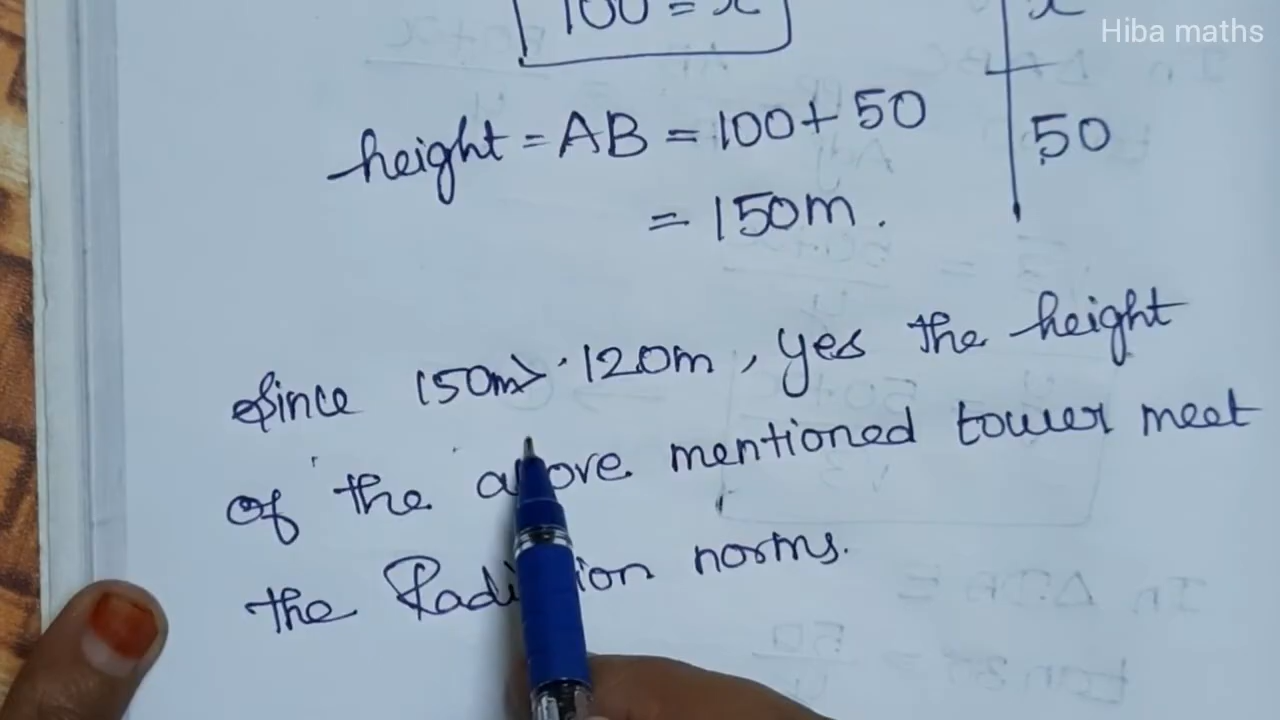 Hiba maths
100 = x
x
height = AB = 100 + 50
50
= 150m.
Since 150m > 120m, yes the height
of the above mentioned tower meet
the Radiation norms.